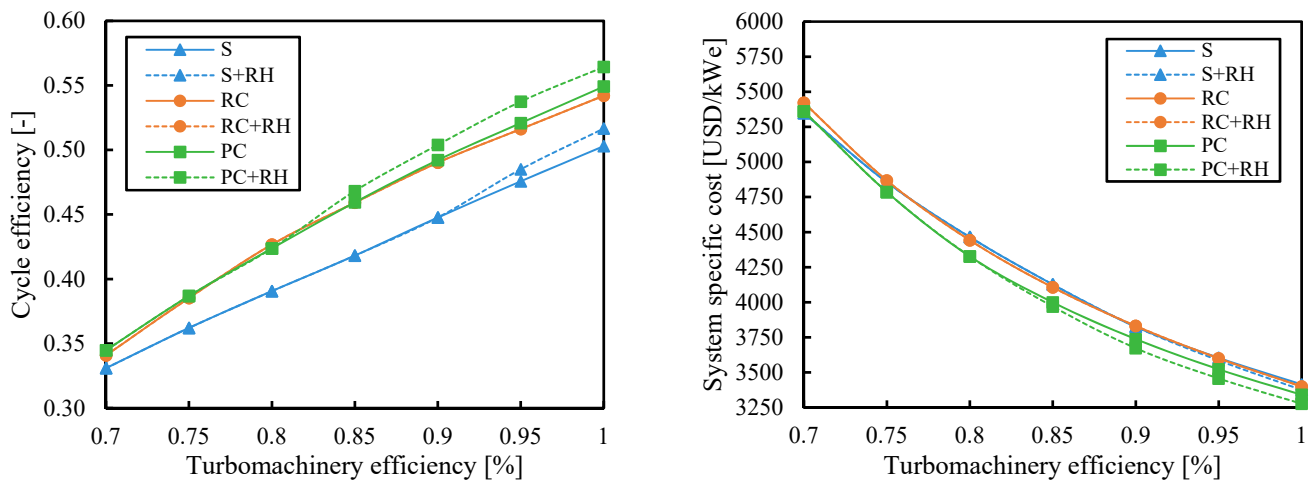 Cycle efficiency [-]
0.60
0.55
0.50
0.45
0.40
0.35
0.30
S
S+RH
RC
RC+RH
PC
PC+RH
0.7 0.75 0.8 0.85 0.9 0.95 1
Turbomachinery efficiency [%]
System specific cost [USD/kWe]
6000
5750
5500
5250
5000
4750
4500
4250
4000
3750
3500
3250
S
S+RH
RC
RC+RH
PC
PC+RH
0.7 0.75 0.8 0.85 0.9 0.95 1
Turbomachinery efficiency [%]